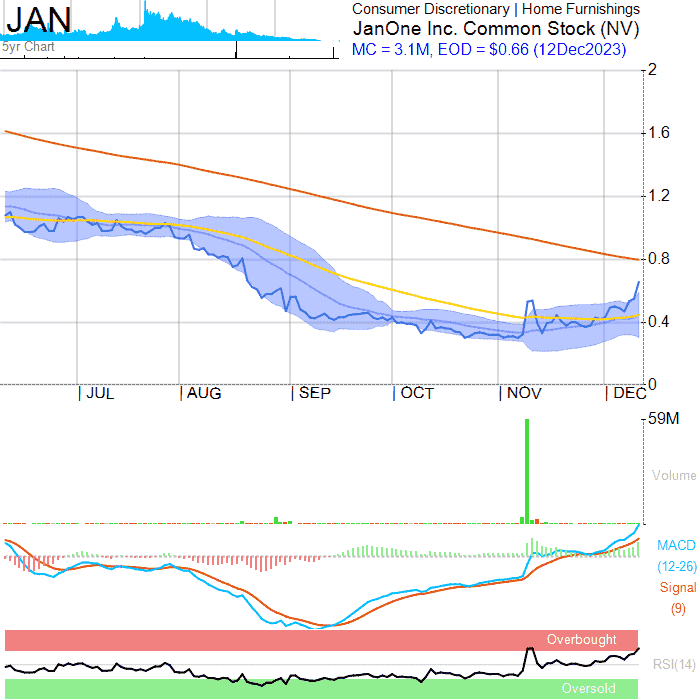 JAN
5yr Chart
Consumer Discretionary | Home Furnishings
JanOne Inc. Common Stock (NV)
MC = 3.1M, EOD = $0.66 (12Dec2023)
2
1.6
1.2
0.8
0.4
0
| JUL | AUG | SEP | OCT | NOV | DEC
59M
Volume
MACD
(12-26)
Signal
(9)
Overbought
RSI(14)
Oversold